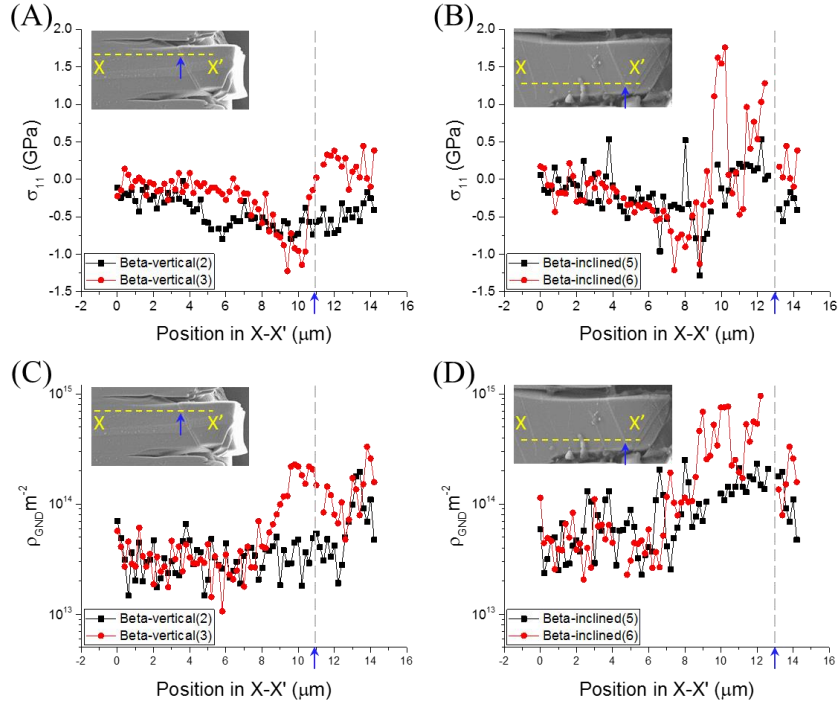 (A)
X X'
2.0
1.5
1.0
0.5
0.0
-0.5
-1.0
-1.5
σ11 (GPa)
Beta-vertical(2)
Beta-vertical(3)
-2 0 2 4 6 8 10 12 14 16
Position in X-X' (μm)
(B)
X X'
2.0
1.5
1.0
0.5
0.0
-0.5
-1.0
-1.5
σ11 (GPa)
Beta-inclined(5)
Beta-inclined(6)
-2 0 2 4 6 8 10 12 14 16
Position in X-X' (μm)
(C)
X X'
10^15
10^14
10^13
ρGND m^-2
Beta-vertical(2)
Beta-vertical(3)
-2 0 2 4 6 8 10 12 14 16
Position in X-X' (μm)
(D)
X X'
10^15
10^14
10^13
ρGND m^-2
Beta-inclined(5)
Beta-inclined(6)
-2 0 2 4 6 8 10 12 14 16
Position in X-X' (μm)